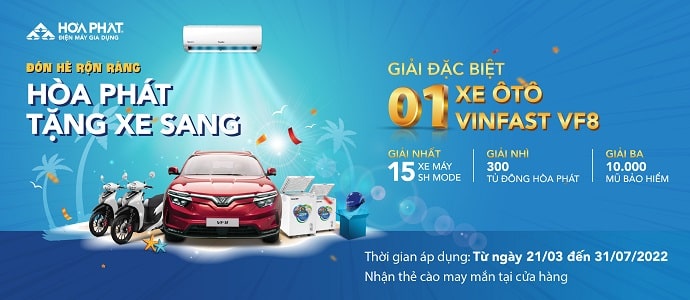 HÒA PHÁT
ĐIỆN MÁY GIA DỤNG
ĐÓN HÈ RỘN RÀNG
HÒA PHÁT
TẶNG XE SANG
GIẢI ĐẶC BIỆT
01 XE ÔTÔ
VINFAST VF8
GIẢI NHẤT
15 XE MÁY
SH MODE
GIẢI NHÌ
300
TỦ ĐÔNG HÒA PHÁT
GIẢI BA
10.000
MŨ BẢO HIỂM
VF8
Thời gian áp dụng: Từ ngày 21/03 đến 31/07/2022
Nhận thẻ cào may mắn tại cửa hàng